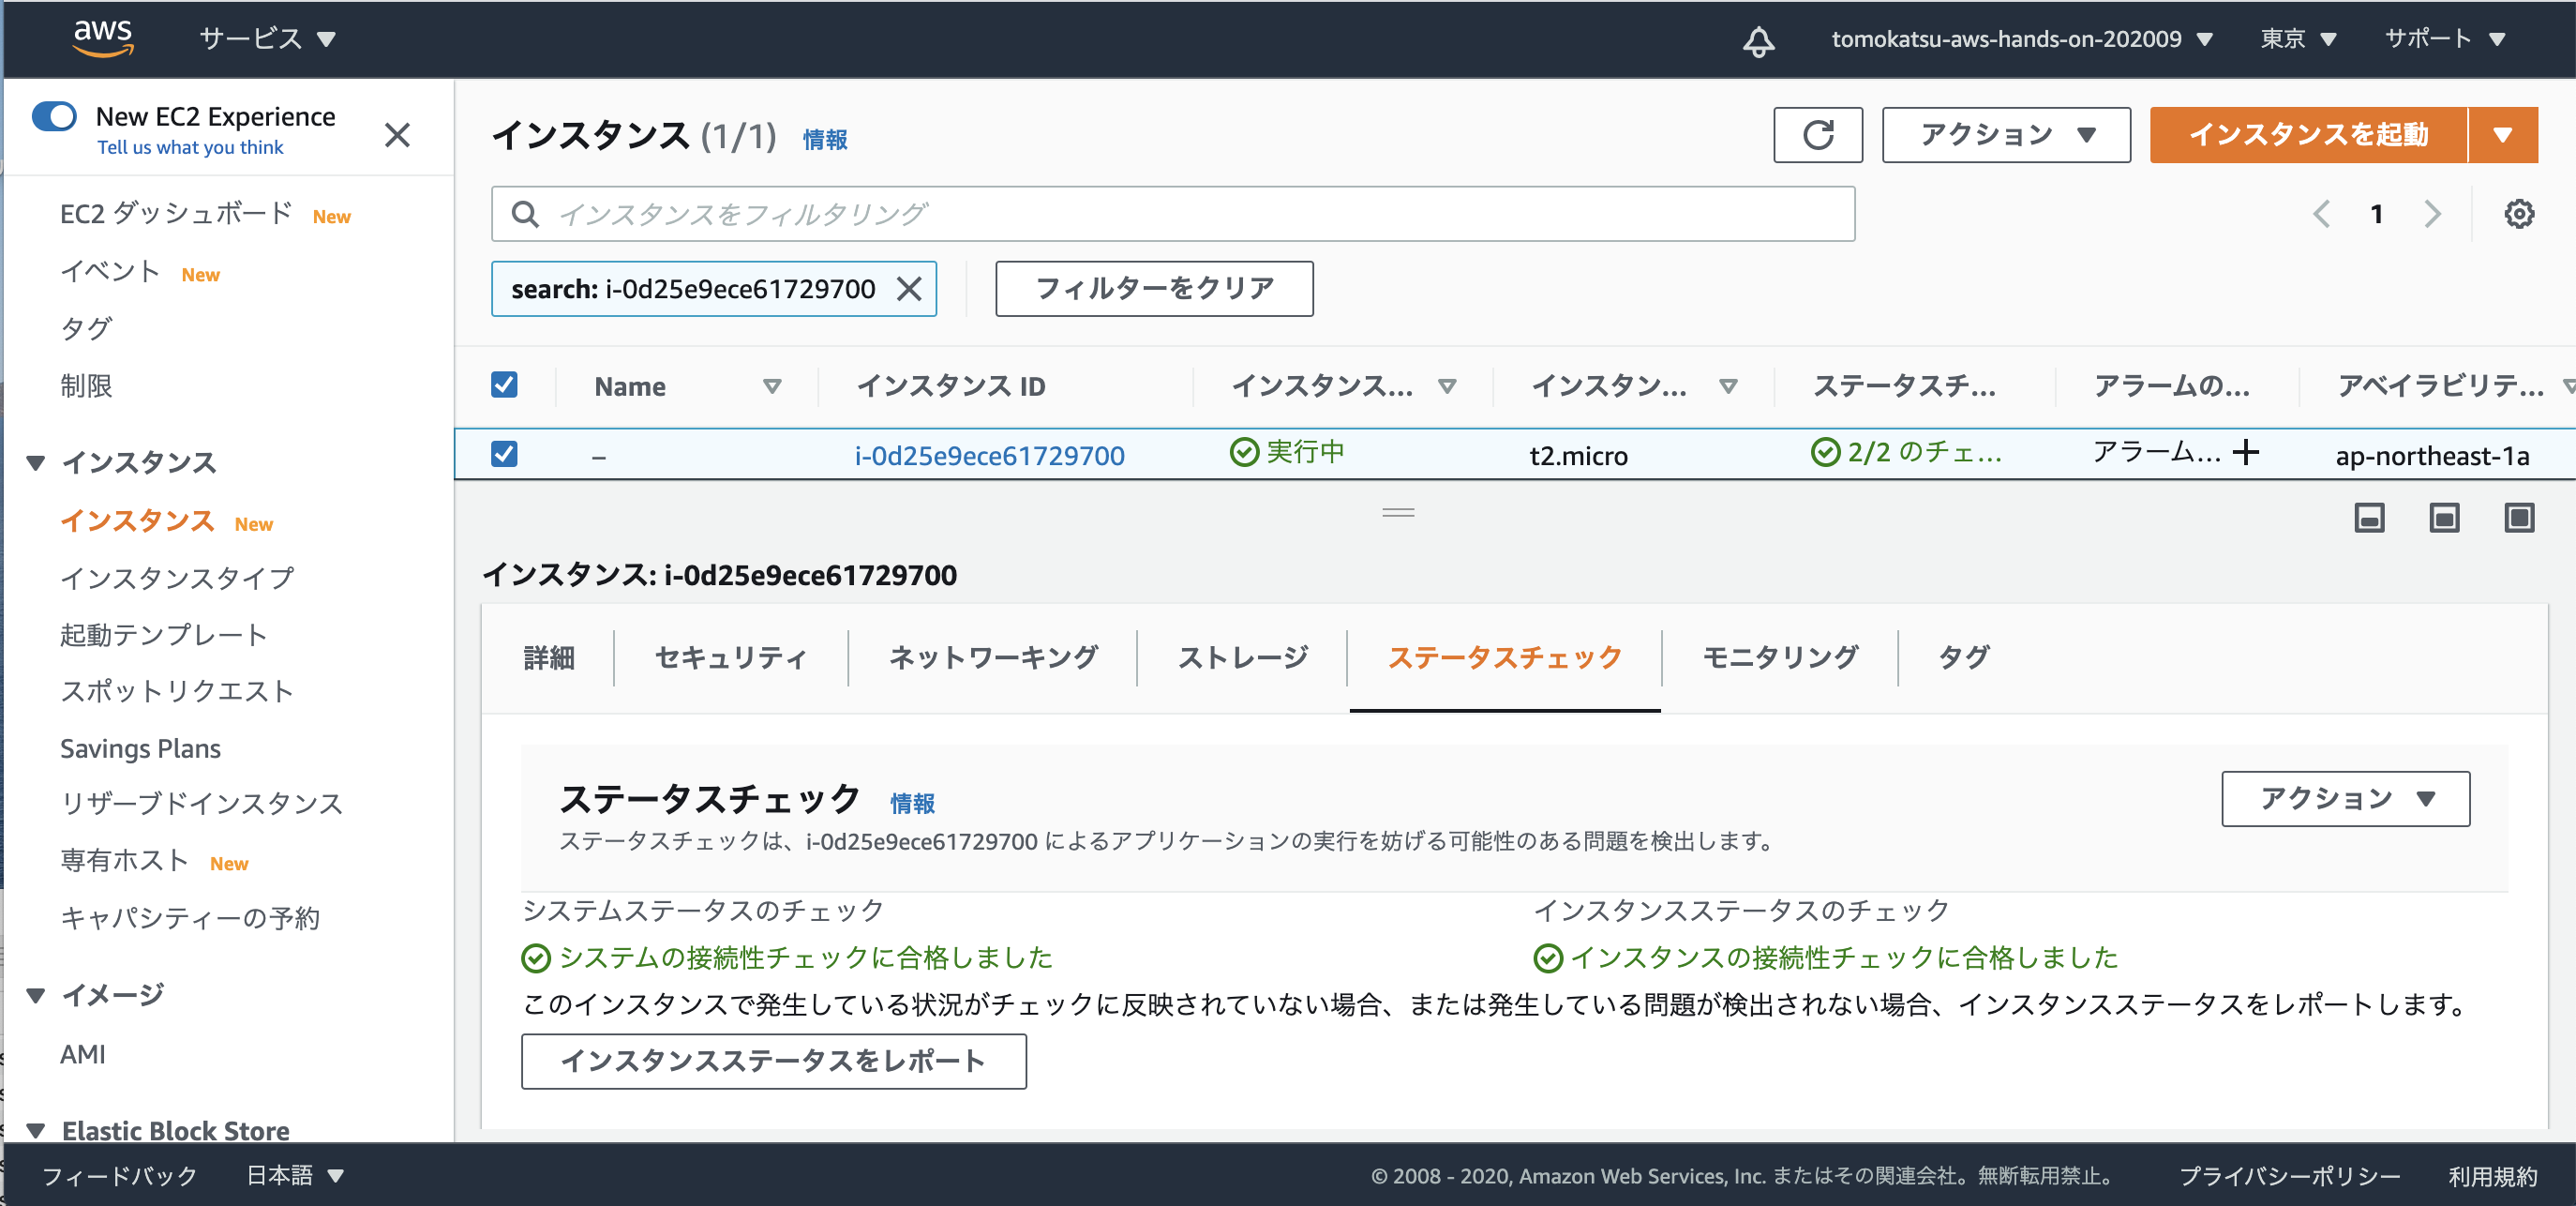 aws サービス tomokatsu-aws-hands-on-202009 東京 サポート
New EC2 Experience
Tell us what you think
EC2 ダッシュボード New
イベント New
タグ
制限
インスタンス
インスタンス New
インスタンスタイプ
起動テンプレート
スポットリクエスト
Savings Plans
リザーブドインスタンス
専有ホスト New
キャパシティーの予約
イメージ
AMI
Elastic Block Store
インスタンス (1/1) 情報 アクション インスタンスを起動
インスタンスをフィルタリング 1
search: i-0d25e9ece61729700 フィルターをクリア
Name インスタンス ID インスタンス... インスタン... ステータスチ... アラームの... アベイラビリテ...
– i-0d25e9ece61729700 実行中 t2.micro 2/2 のチェ... アラーム... ap-northeast-1a
インスタンス: i-0d25e9ece61729700
詳細 セキュリティ ネットワーキング ストレージ ステータスチェック モニタリング タグ
ステータスチェック 情報 アクション
ステータスチェックは、i-0d25e9ece61729700 によるアプリケーションの実行を妨げる可能性のある問題を検出します。
システムステータスのチェック インスタンスステータスのチェック
システムの接続性チェックに合格しました インスタンスの接続性チェックに合格しました
このインスタンスで発生している状況がチェックに反映されていない場合、または発生している問題が検出されない場合、インスタンスステータスをレポートします。
インスタンスステータスをレポート
フィードバック 日本語 © 2008 - 2020, Amazon Web Services, Inc. またはその関連会社。無断転用禁止。 プライバシーポリシー 利用規約